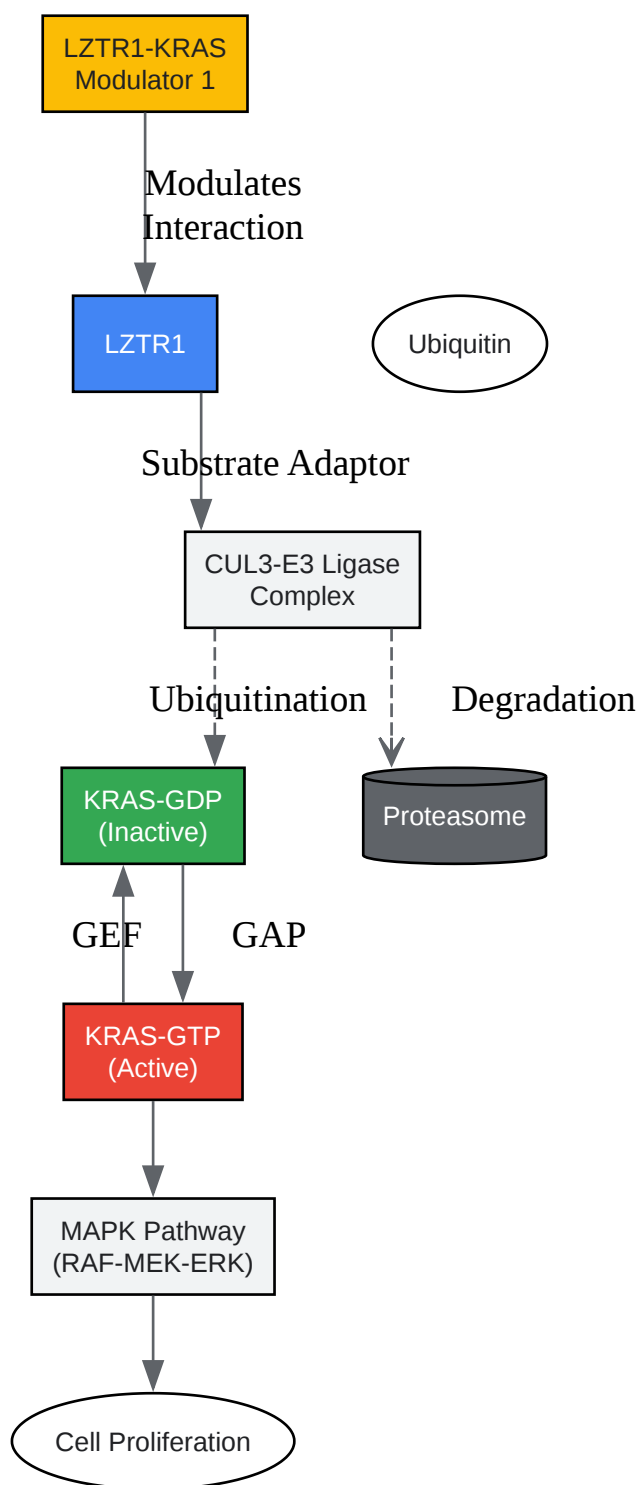 LZTR1-KRAS
Modulator 1
Modulates
Interaction
LZTR1
Ubiquitin
Substrate Adaptor
CUL3-E3 Ligase
Complex
Ubiquitination
Degradation
KRAS-GDP
(Inactive)
Proteasome
GEF
GAP
KRAS-GTP
(Active)
MAPK Pathway
(RAF-MEK-ERK)
Cell Proliferation